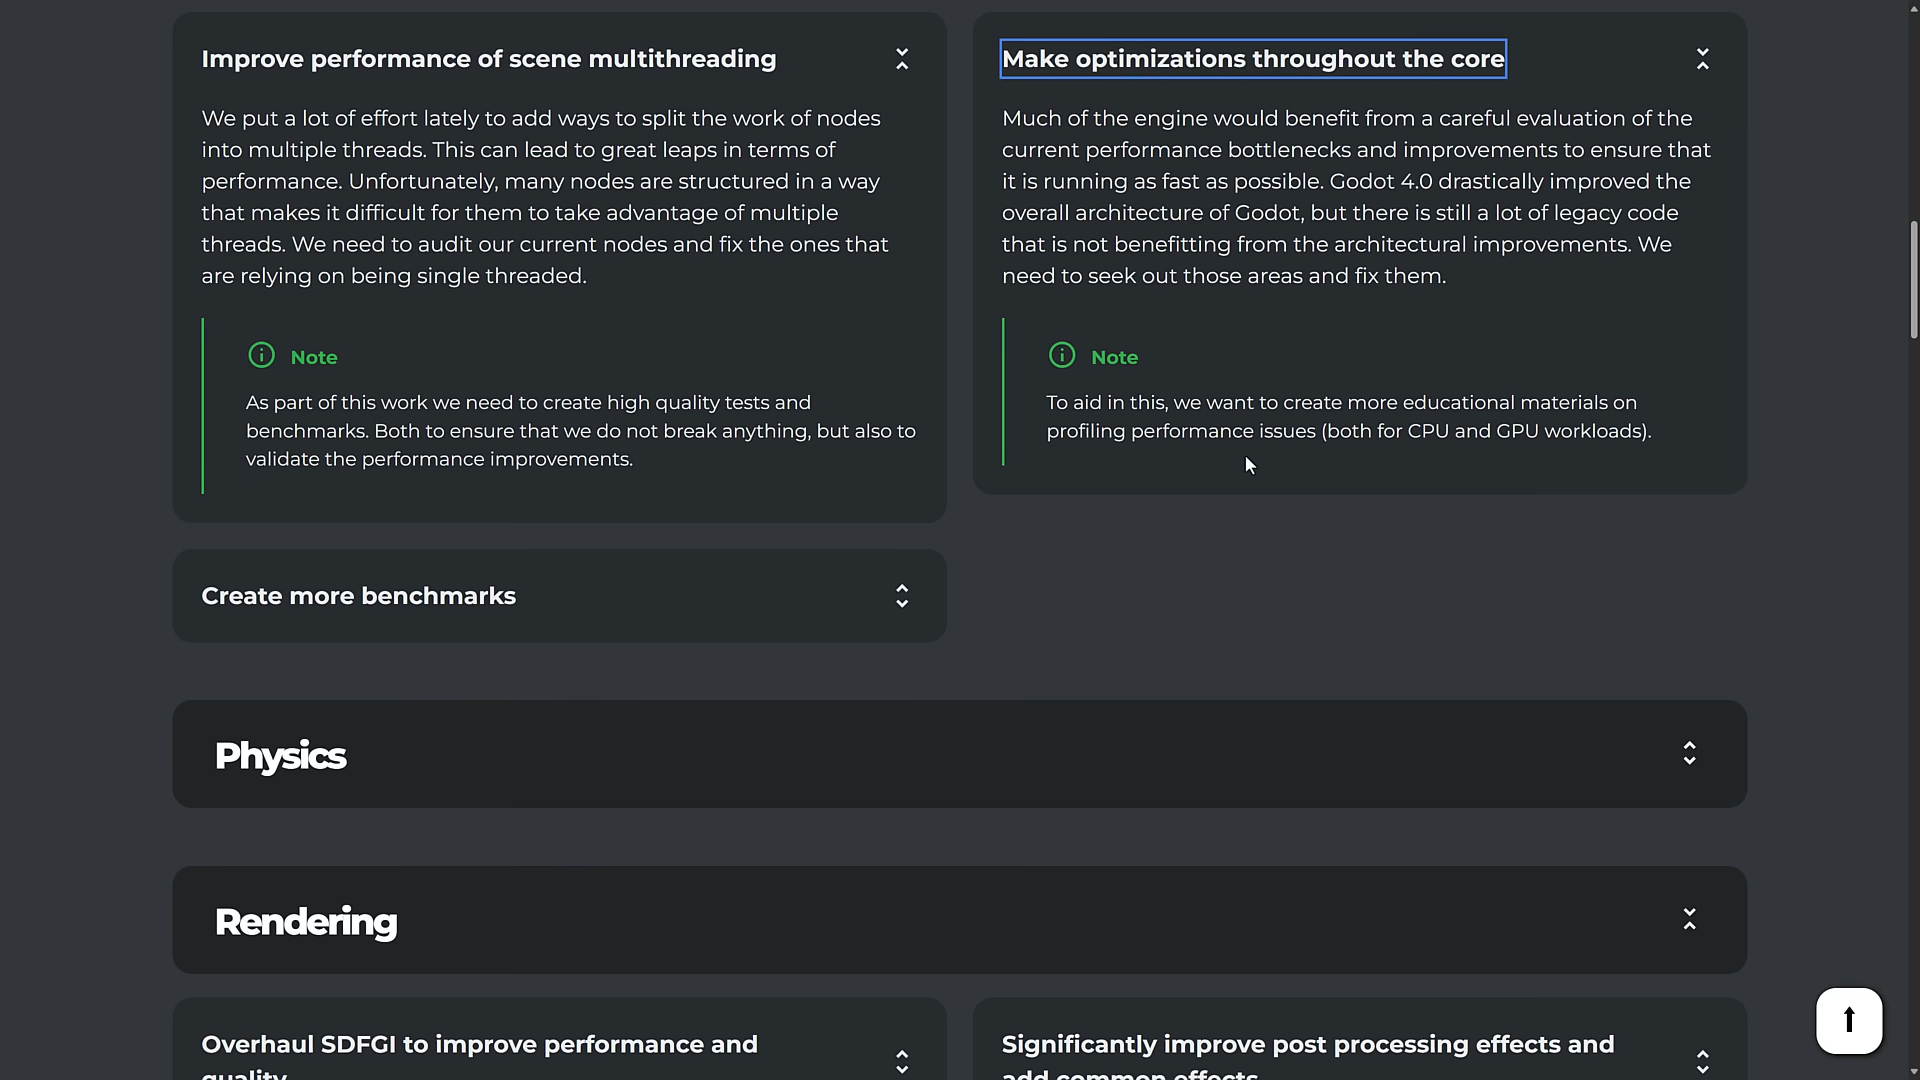 Improve performance of scene multithreading
We put a lot of effort lately to add ways to split the work of nodes
into multiple threads. This can lead to great leaps in terms of
performance. Unfortunately, many nodes are structured in a way
that makes it difficult for them to take advantage of multiple
threads. We need to audit our current nodes and fix the ones that
are relying on being single threaded.
Note
As part of this work we need to create high quality tests and
benchmarks. Both to ensure that we do not break anything, but also to
validate the performance improvements.
Make optimizations throughout the core
Much of the engine would benefit from a careful evaluation of the
current performance bottlenecks and improvements to ensure that
it is running as fast as possible. Godot 4.0 drastically improved the
overall architecture of Godot, but there is still a lot of legacy code
that is not benefitting from the architectural improvements. We
need to seek out those areas and fix them.
Note
To aid in this, we want to create more educational materials on
profiling performance issues (both for CPU and GPU workloads).
Create more benchmarks
Physics
Rendering
Overhaul SDFGI to improve performance and
quality
Significantly improve post processing effects and
add common effects